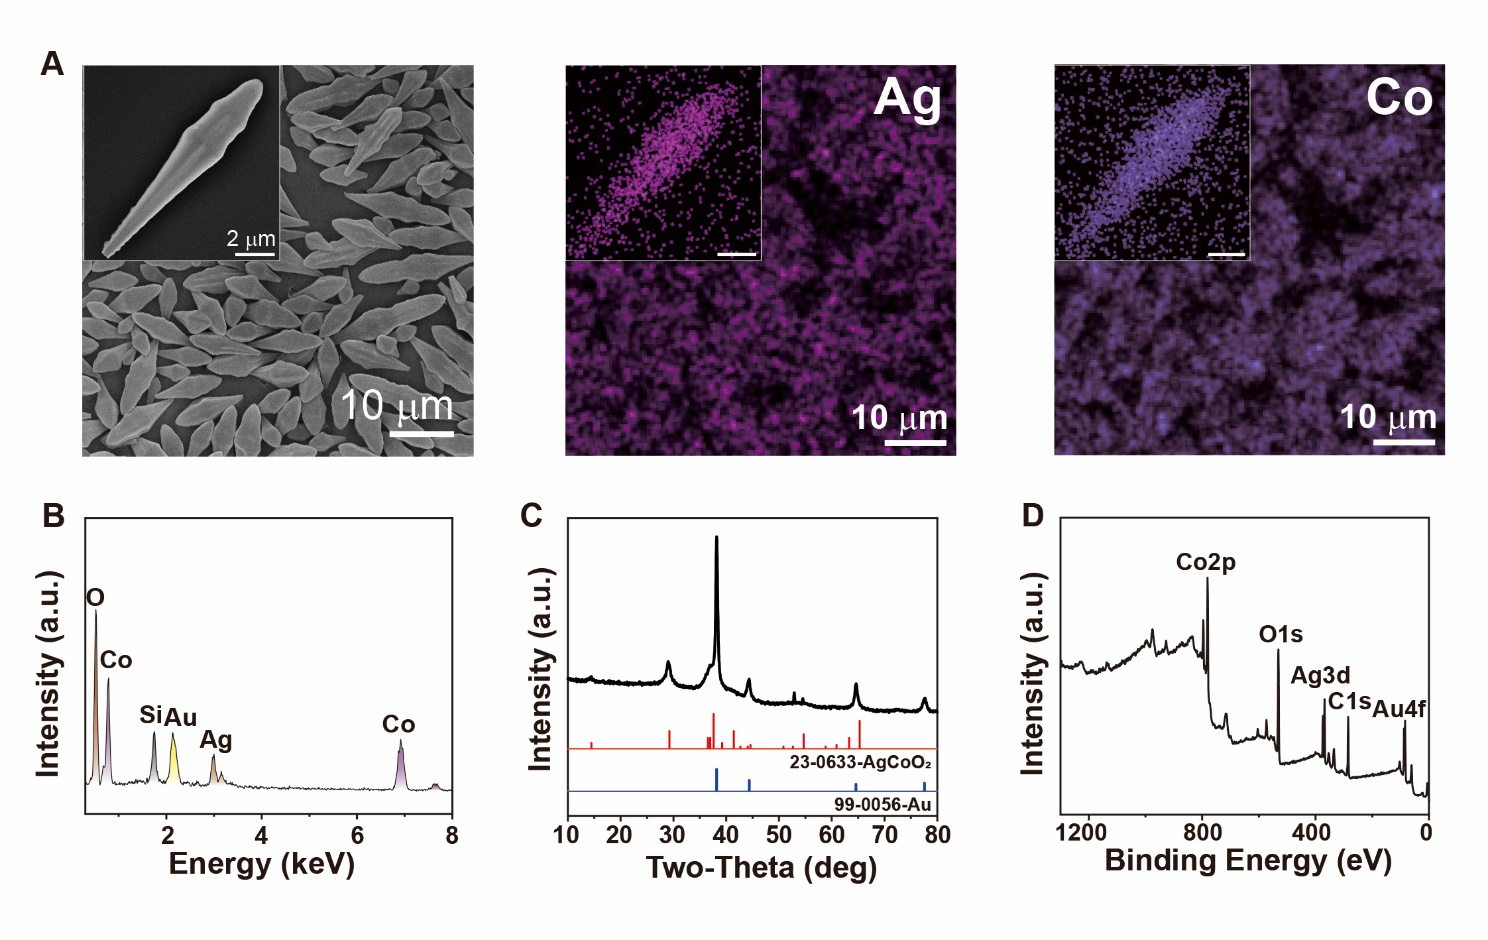 A
Ag
Co
2 μm
10 μm
10 μm
10 μm
B
C
D
Intensity (a.u.)
O
Co
Si
Au
Ag
Co
2
4
6
8
Energy (keV)
Intensity (a.u.)
23-0633-AgCoO₂
99-0056-Au
10 20 30 40 50 60 70 80
Two-Theta (deg)
Intensity (a.u.)
Co2p
O1s
Ag3d
C1s
Au4f
1200 800 400 0
Binding Energy (eV)